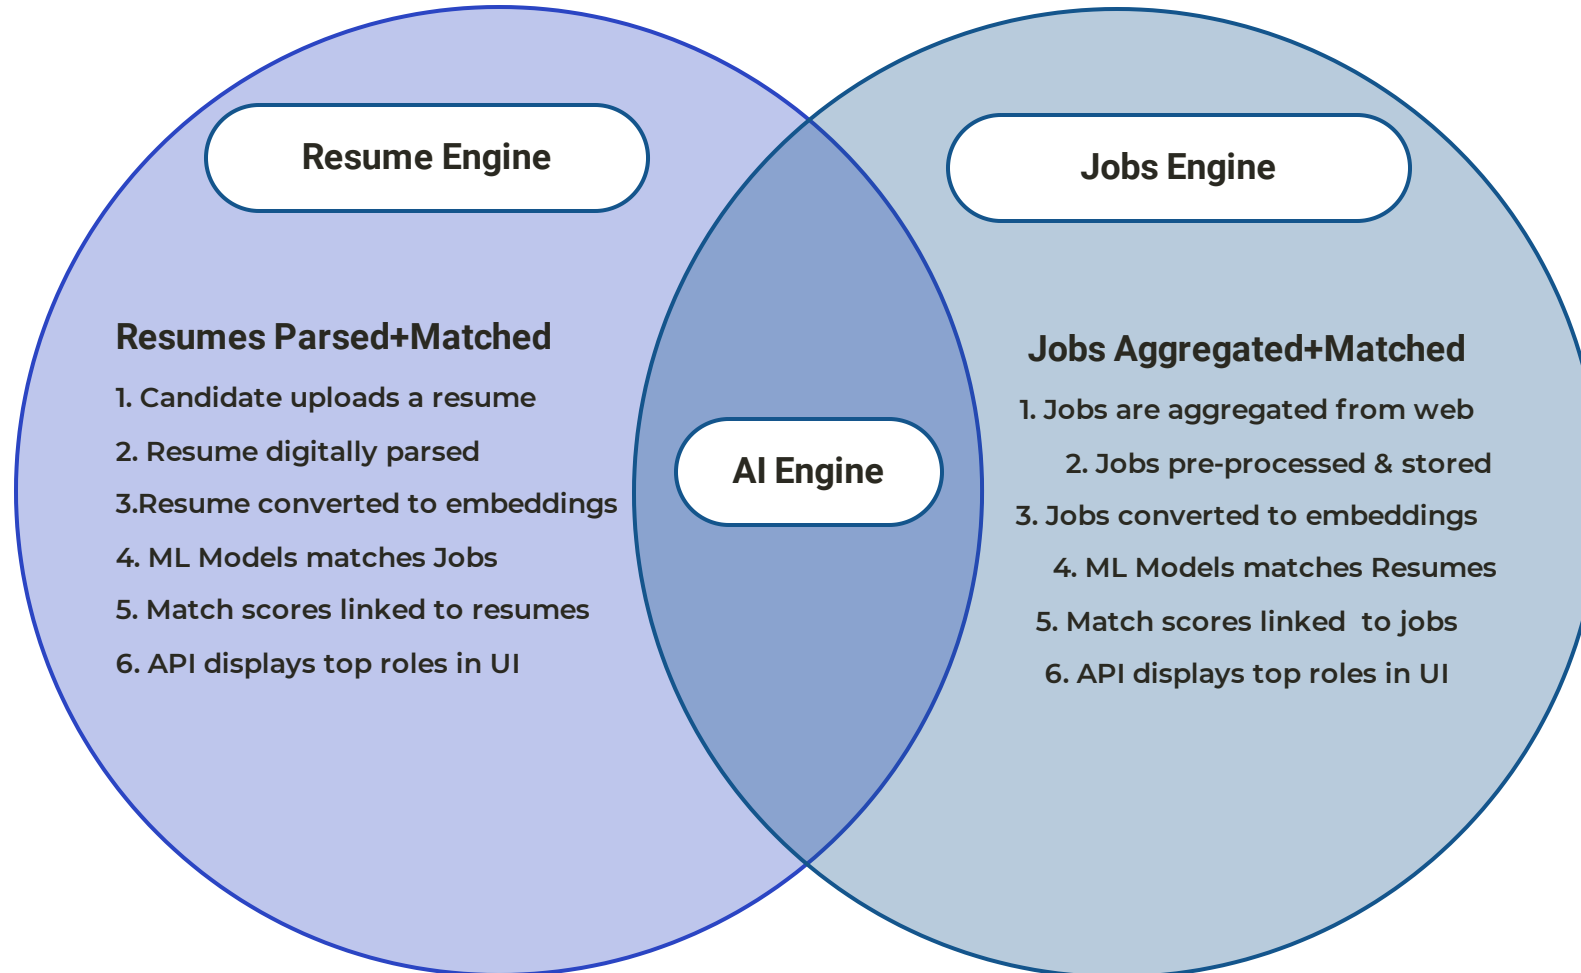 Resume Engine
Resumes Parsed+Matched
1. Candidate uploads a resume
2. Resume digitally parsed
3.Resume converted to embeddings
4. ML Models matches Jobs
5. Match scores linked to resumes
6. API displays top roles in UI
AI Engine
Jobs Engine
Jobs Aggregated+Matched
1. Jobs are aggregated from web
2. Jobs pre-processed & stored
3. Jobs converted to embeddings
4. ML Models matches Resumes
5. Match scores linked  to jobs
6. API displays top roles in UI